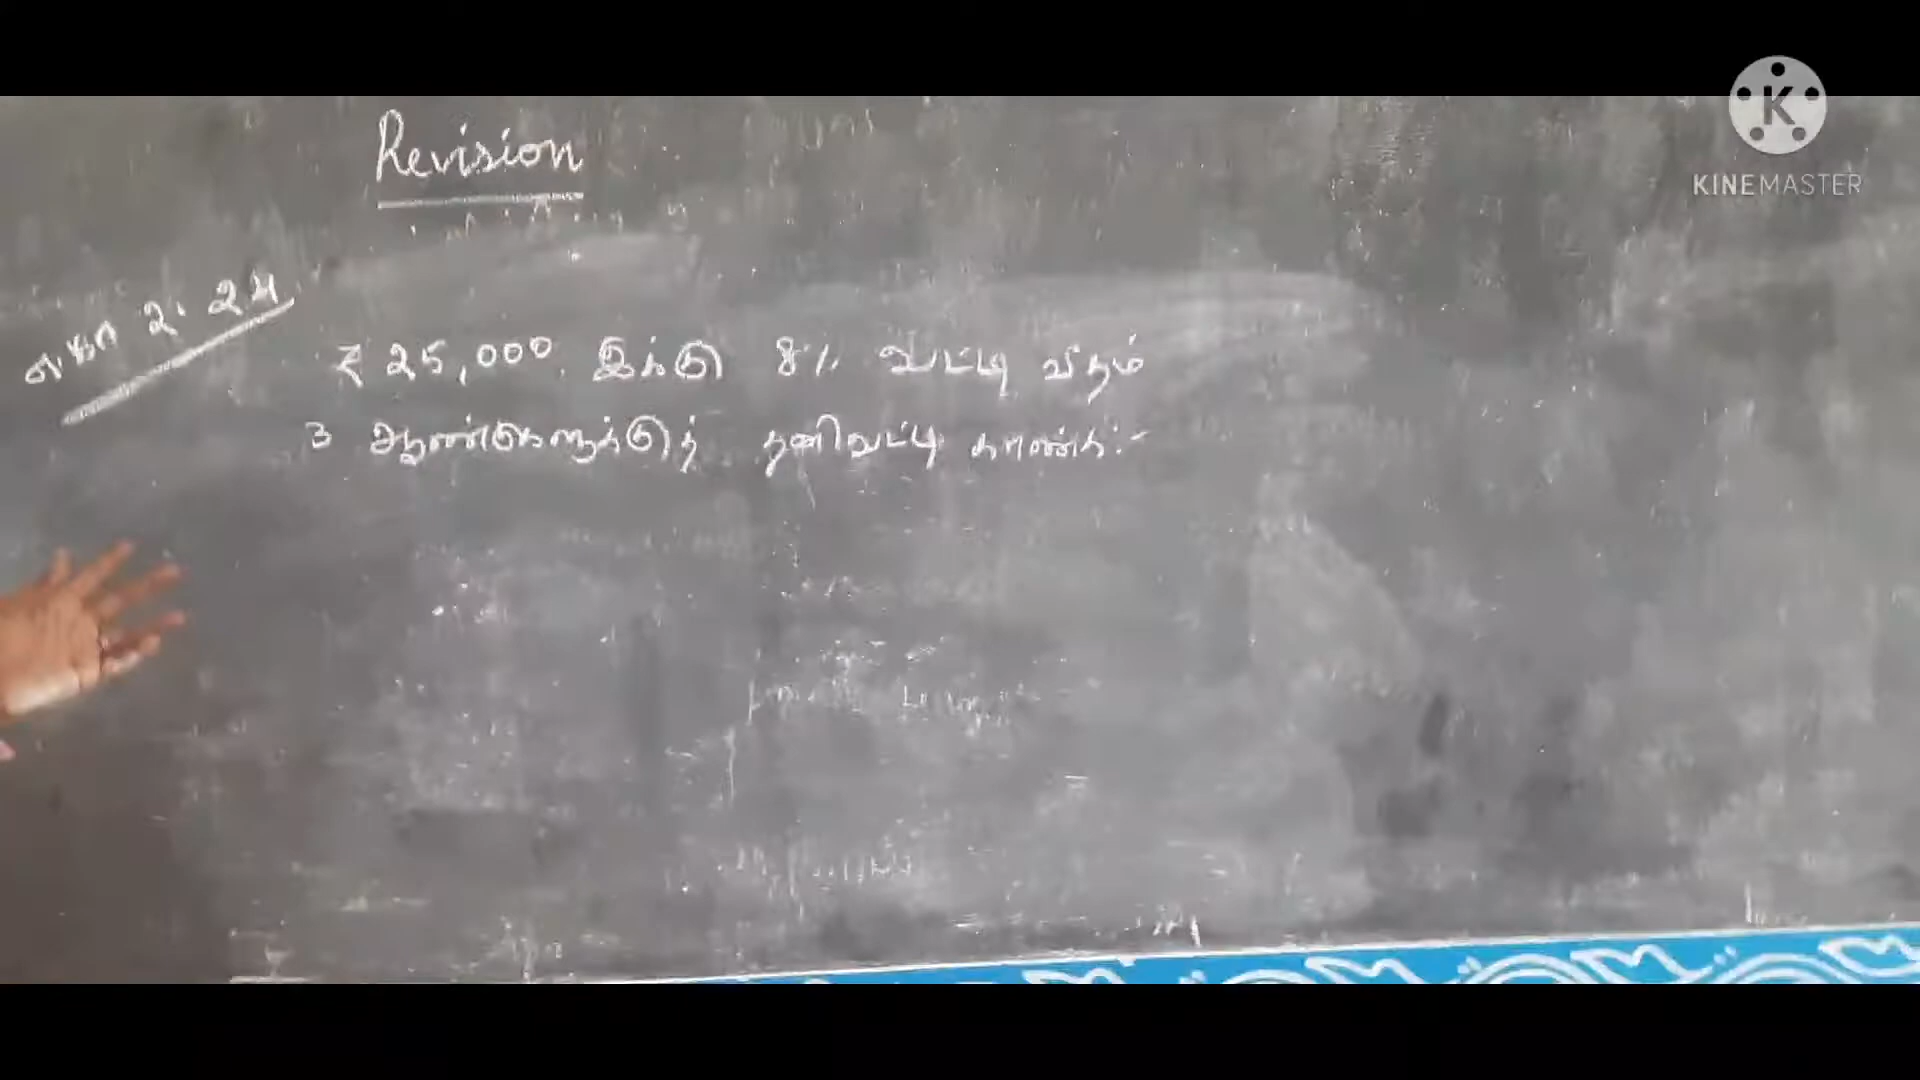 Revision
KINEMASTER
எ.கா 2.24
₹ 25,000 இக்கு 8% வட்டி வீதம்
3 ஆண்டுகளுக்குத் தனிவட்டி காண்க:-